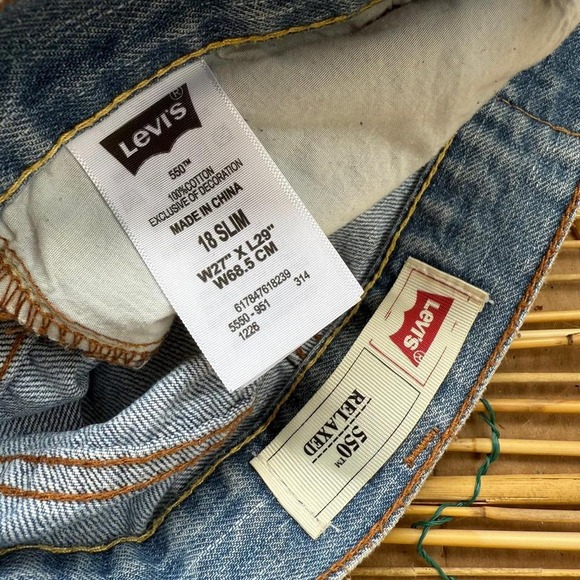 Levi's®
550™
100%COTTON
EXCLUSIVE OF DECORATION
MADE IN CHINA
18 SLIM
W27" X L29"
W68.5 CM
617847618239
5550-951 314
1226
Levi's®
550™
RELAXED